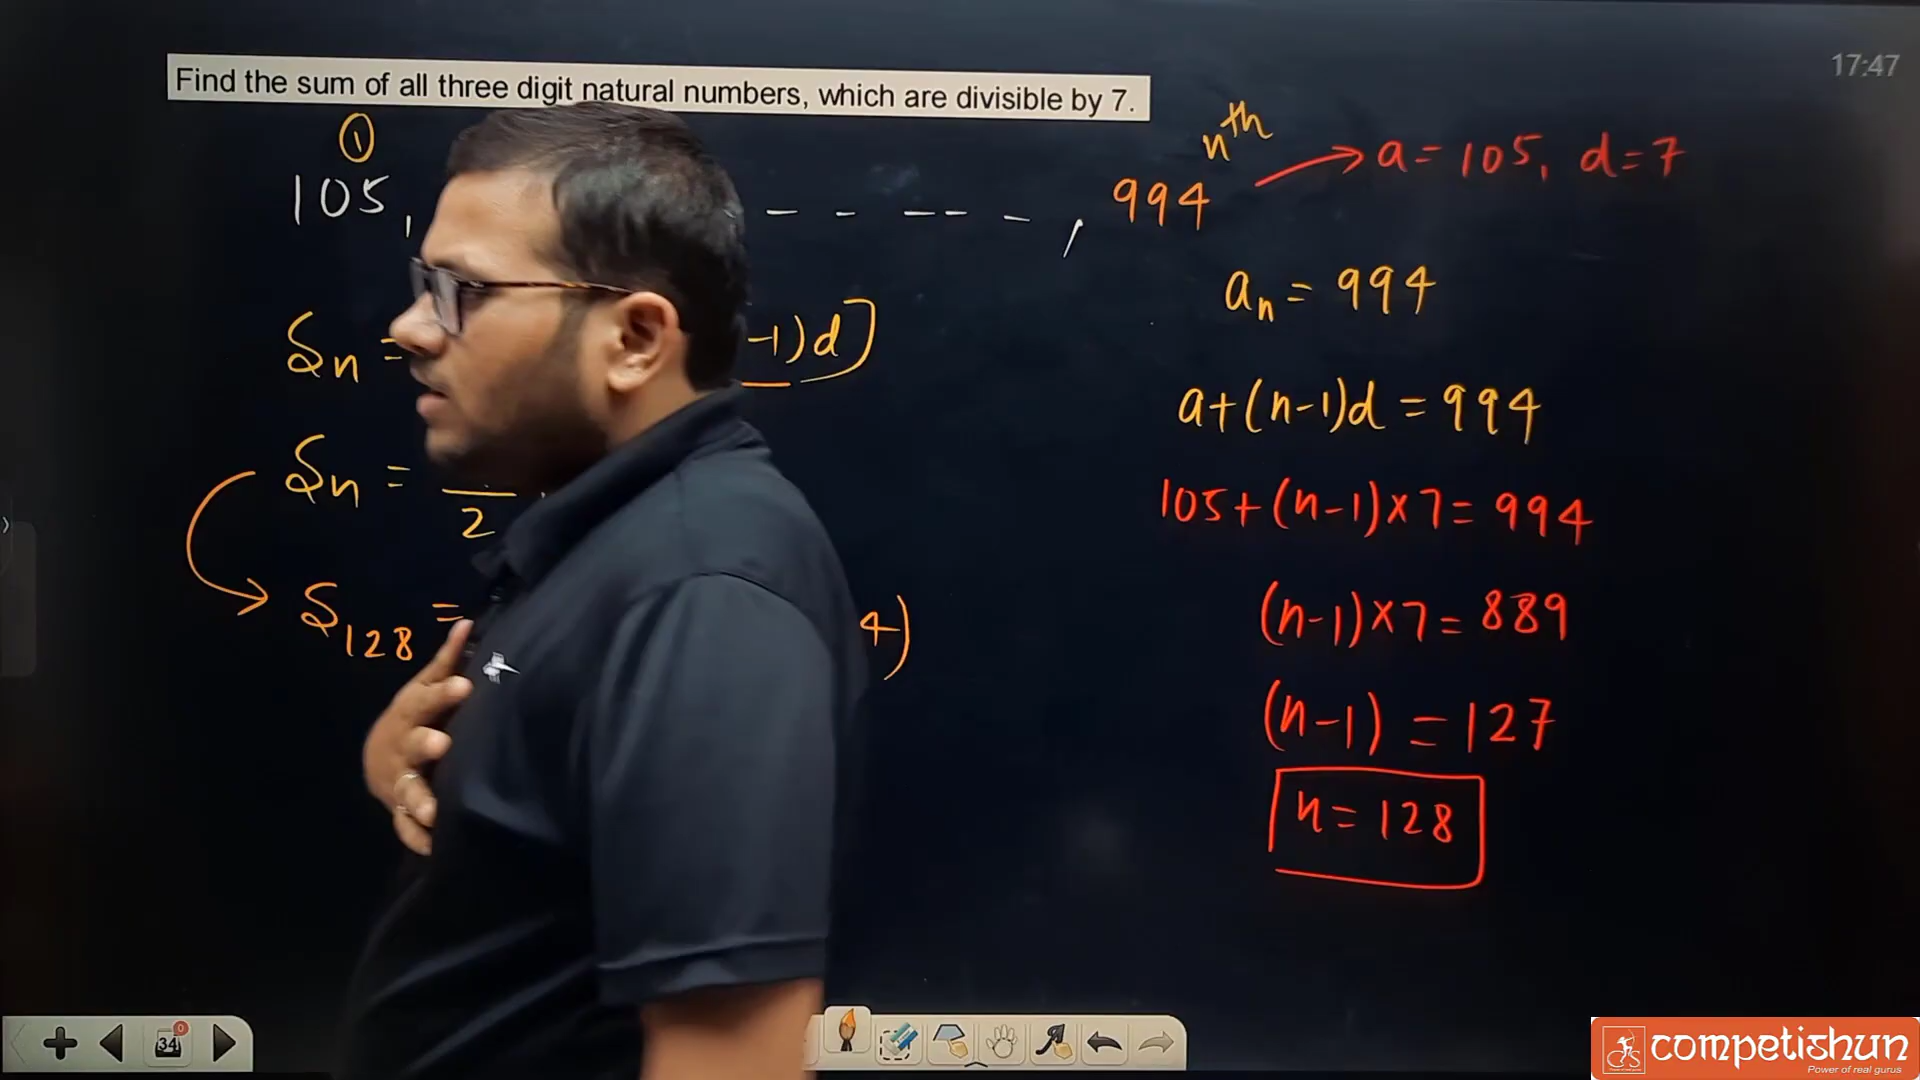 17:47
Find the sum of all three digit natural numbers, which are divisible by 7.
①
nth
105, - - -- - , 994
a = 105, d = 7
an = 994
Sn = -1)d]
a+(n-1)d = 994
Sn = 2
105+(n-1)×7 = 994
S128 = 4)
(n-1)×7 = 889
(n-1) = 127
n = 128
34
0
competishun
Power of real gurus